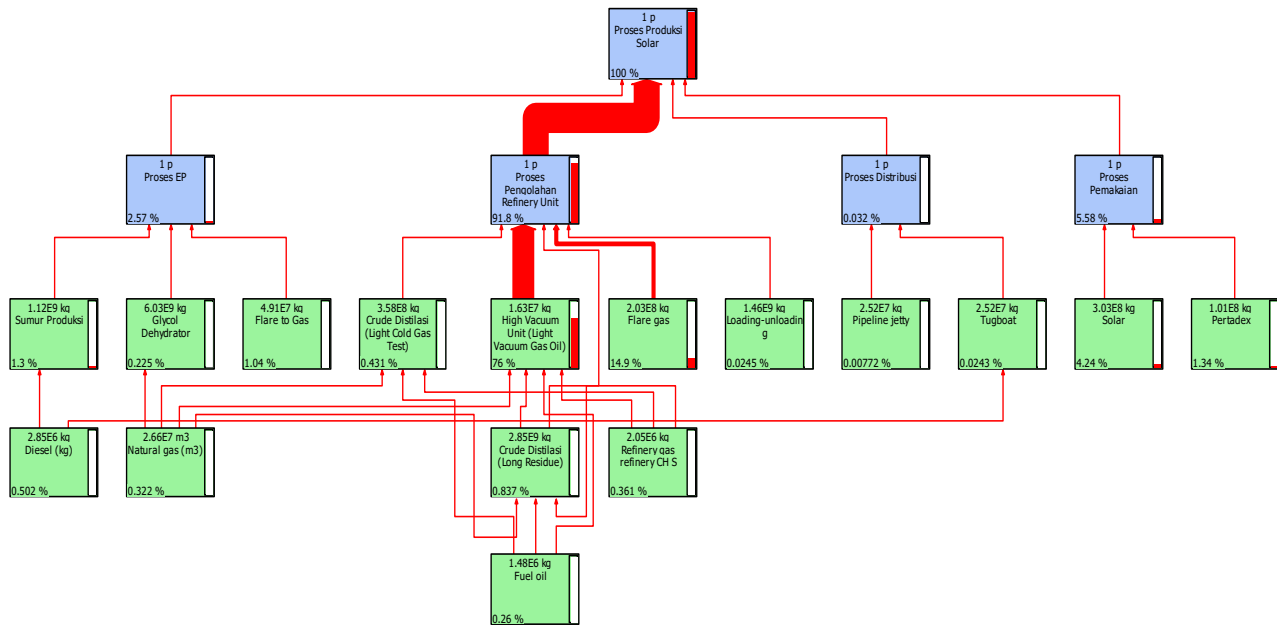 1 p
Proses Produksi
Solar
100 %
1 p
Proses EP
2.57 %
1 p
Proses
Pengolahan
Refinery Unit
91.8 %
1 p
Proses Distribusi
0.032 %
1 p
Proses
Pemakaian
5.58 %
1.12E9 kg
Sumur Produksi
1.3 %
6.03E9 kg
Glycol
Dehydrator
0.225 %
4.91E7 kg
Flare to Gas
1.04 %
3.58E8 kg
Crude Distilasi
(Light Cold Gas
Test)
0.431 %
1.63E7 kg
High Vacuum
Unit (Light
Vacuum Gas Oil)
76 %
2.03E8 kg
Flare gas
14.9 %
1.46E9 kg
Loading-unloadin
g
0.0245 %
2.52E7 kg
Pipeline jetty
0.00772 %
2.52E7 kg
Tugboat
0.0243 %
3.03E8 kg
Solar
4.24 %
1.01E8 kg
Pertadex
1.34 %
2.85E6 kg
Diesel (kg)
0.502 %
2.66E7 m3
Natural gas (m3)
0.322 %
2.85E9 kg
Crude Distilasi
(Long Residue)
0.837 %
2.05E6 kg
Refinery gas
refinery CH S
0.361 %
1.48E6 kg
Fuel oil
0.26 %